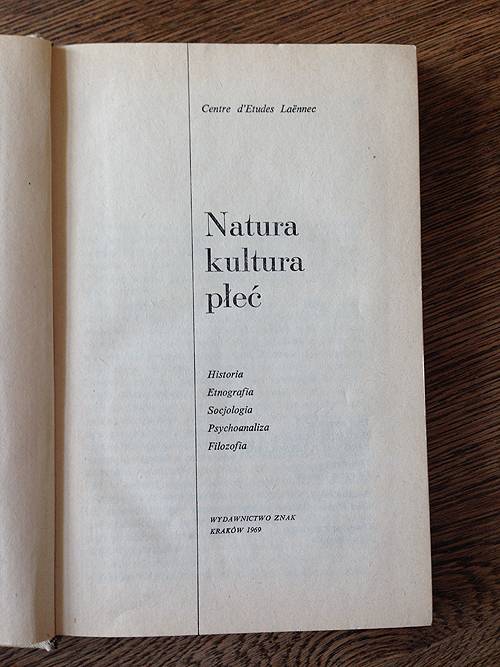 Centre d'Etudes Laënnec
Natura
kultura
płeć
Historia
Etnografia
Socjologia
Psychoanaliza
Filozofia
WYDAWNICTWO ZNAK
KRAKÓW 1969